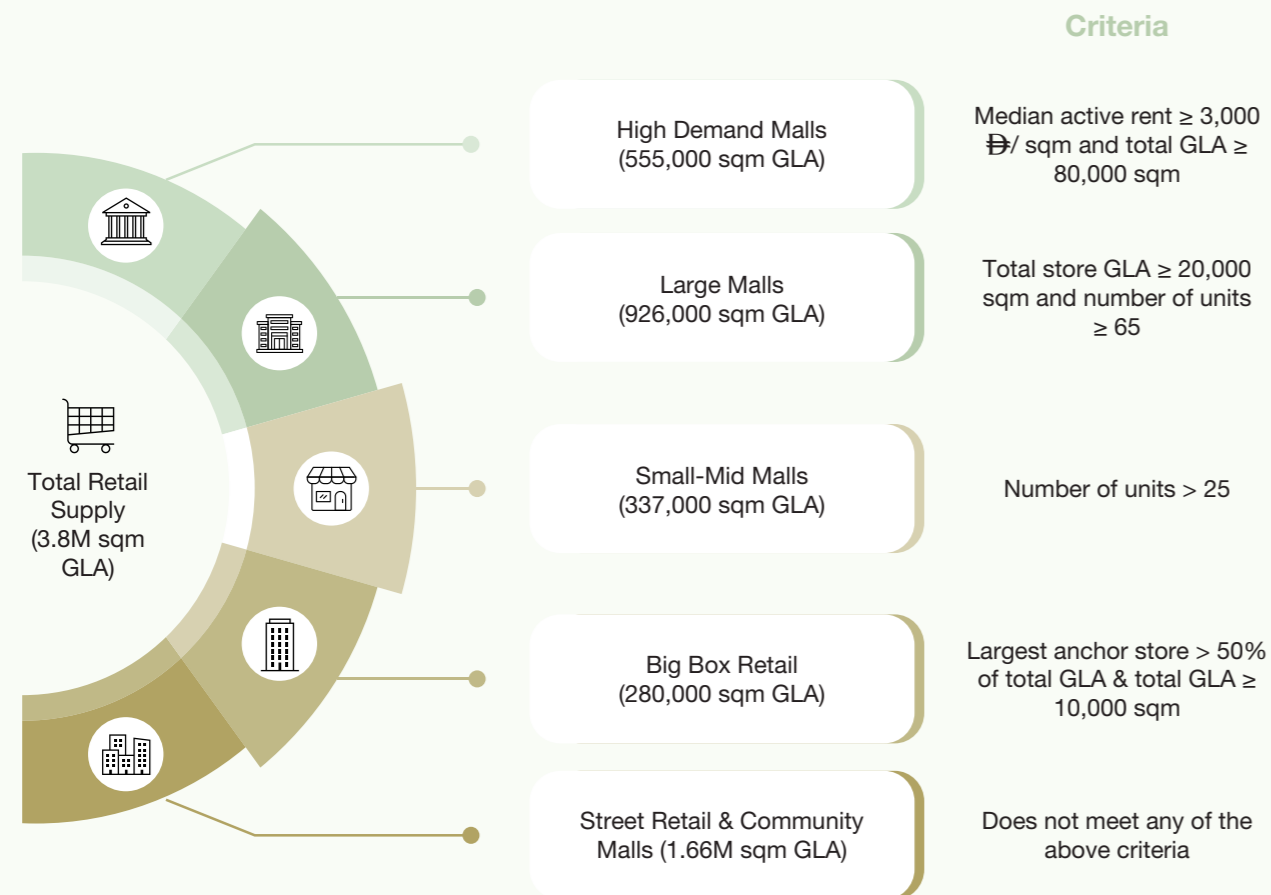 Criteria
High Demand Malls
(555,000 sqm GLA)
Median active rent ≥ 3,000
D/ sqm and total GLA ≥
80,000 sqm
Large Malls
(926,000 sqm GLA)
Total store GLA ≥ 20,000
sqm and number of units
≥ 65
Total Retail
Supply
(3.8M sqm
GLA)
Small-Mid Malls
(337,000 sqm GLA)
Number of units > 25
Big Box Retail
(280,000 sqm GLA)
Largest anchor store > 50%
of total GLA & total GLA ≥
10,000 sqm
Street Retail & Community
Malls (1.66M sqm GLA)
Does not meet any of the
above criteria